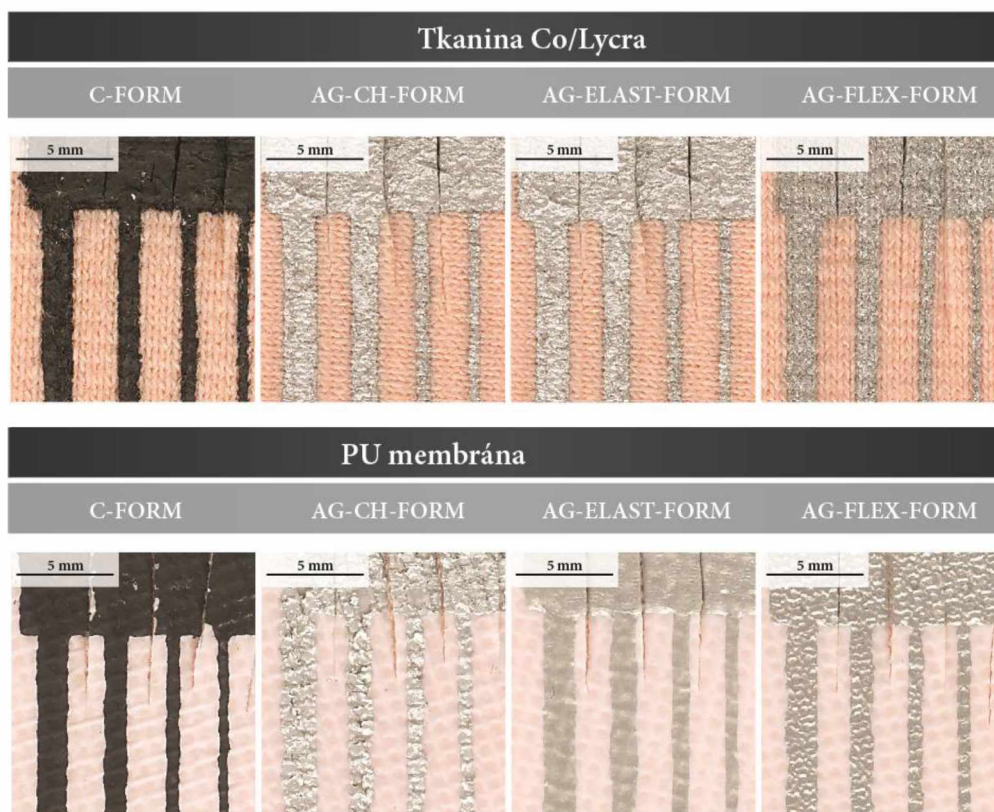 Tkanina Co/Lycra
C-FORM AG-CH-FORM AG-ELAST-FORM AG-FLEX-FORM
5 mm 5 mm 5 mm 5 mm
PU membrána
C-FORM AG-CH-FORM AG-ELAST-FORM AG-FLEX-FORM
5 mm 5 mm 5 mm 5 mm